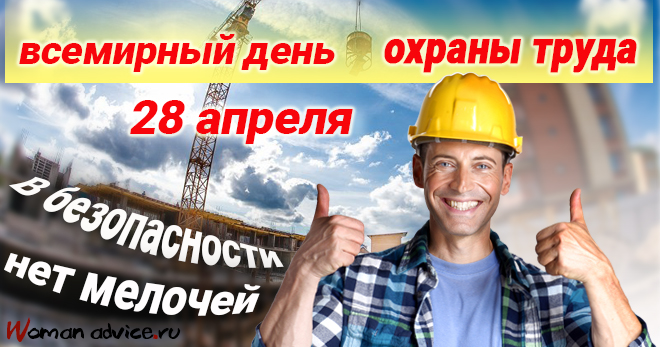 всемирный день охраны труда
28 апреля
в безопасности
нет мелочей
Woman advice.ru